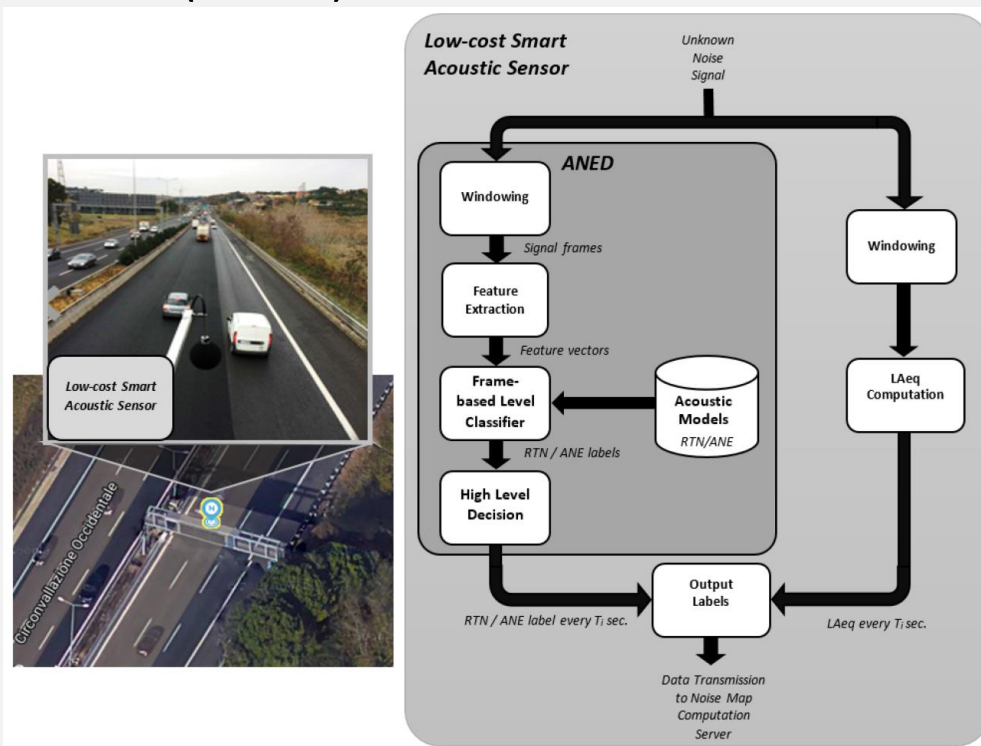 Low-cost Smart
Acoustic Sensor
Unknown
Noise
Signal
ANED
Windowing
Signal frames
Feature
Extraction
Feature vectors
Frame-
based Level
Classifier
Acoustic
Models
RTN/ANE
RTN / ANE labels
High Level
Decision
Windowing
LAeq
Computation
Output
Labels
RTN / ANE label every Ti sec.
LAeq every Ti sec.
Data Transmission
to Noise Map
Computation
Server
Low-cost Smart
Acoustic Sensor
N
Circonvallazione Occidentale